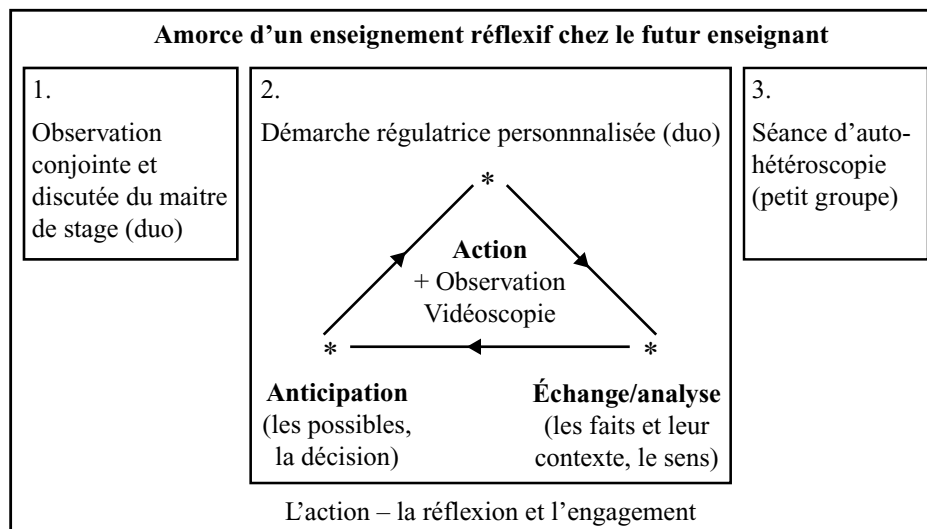 Amorce d’un enseignement réflexif chez le futur enseignant
1.
Observation
conjointe et
discutée du maitre
de stage (duo)
2.
Démarche régulatrice personnnalisée (duo)
*
Action
+ Observation
Vidéoscopie
* *
Anticipation
(les possibles,
la décision)
Échange/analyse
(les faits et leur
contexte, le sens)
3.
Séance d’auto-
hétéroscopie
(petit groupe)
L’action – la réflexion et l’engagement